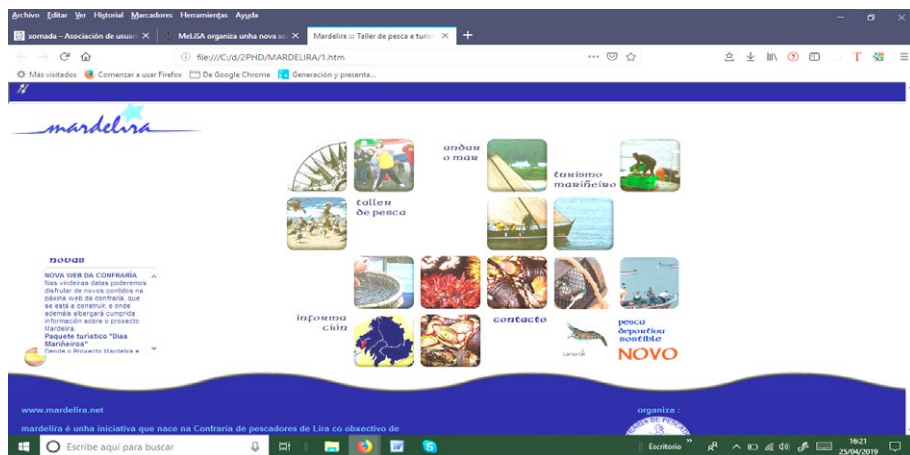 Archivo Editar Ver Historial Marcadores Herramientas Ayuda
xornada – Asociación de usuari
MeLiSA organiza unha nova xo
Mardelira ::: Taller de pesca e turis
file:///C:/d/2PHD/MARDELIRA/1.htm
Más visitados Comenzar a usar Firefox De Google Chrome Generación y presenta...
mardelira
andar
o mar
turismo
mariñeiro
taller
de pesca
novas
NOVA WEB DA CONFRARÍA
Nas vindeiras datas poderemos
disfrutar de novos contidos na
páxina web da confraría, que
se está a construir, e onde
ademáis albergará cumprida
información sobre o proxecto
Mardelira.
Paquete turístico "Días
Mariñeiros"
Dende o Proxecto Mardelira e
informa
ción
contacto
pesca
deportiva
sostible
NOVO
www.mardelira.net
organiza :
mardelira é unha iniciativa que nace na Confraría de pescadores de Lira co obxectivo de
Escribe aquí para buscar
Escritorio
16:21
25/04/2019